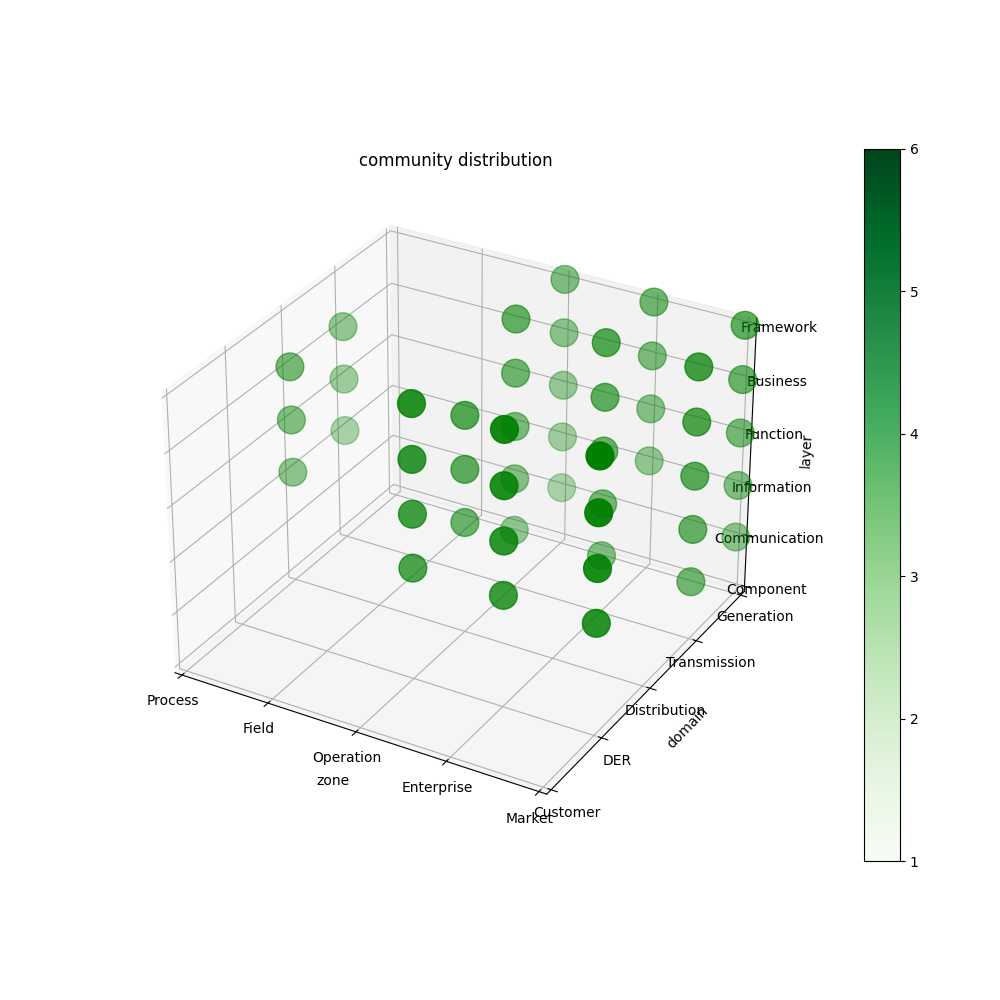 community distribution
6
5
4
3
2
1
Framework
Business
Function
layer
Information
Communication
Component
Generation
Transmission
Distribution
domain
DER
Customer
Process
Field
Operation
zone
Enterprise
Market